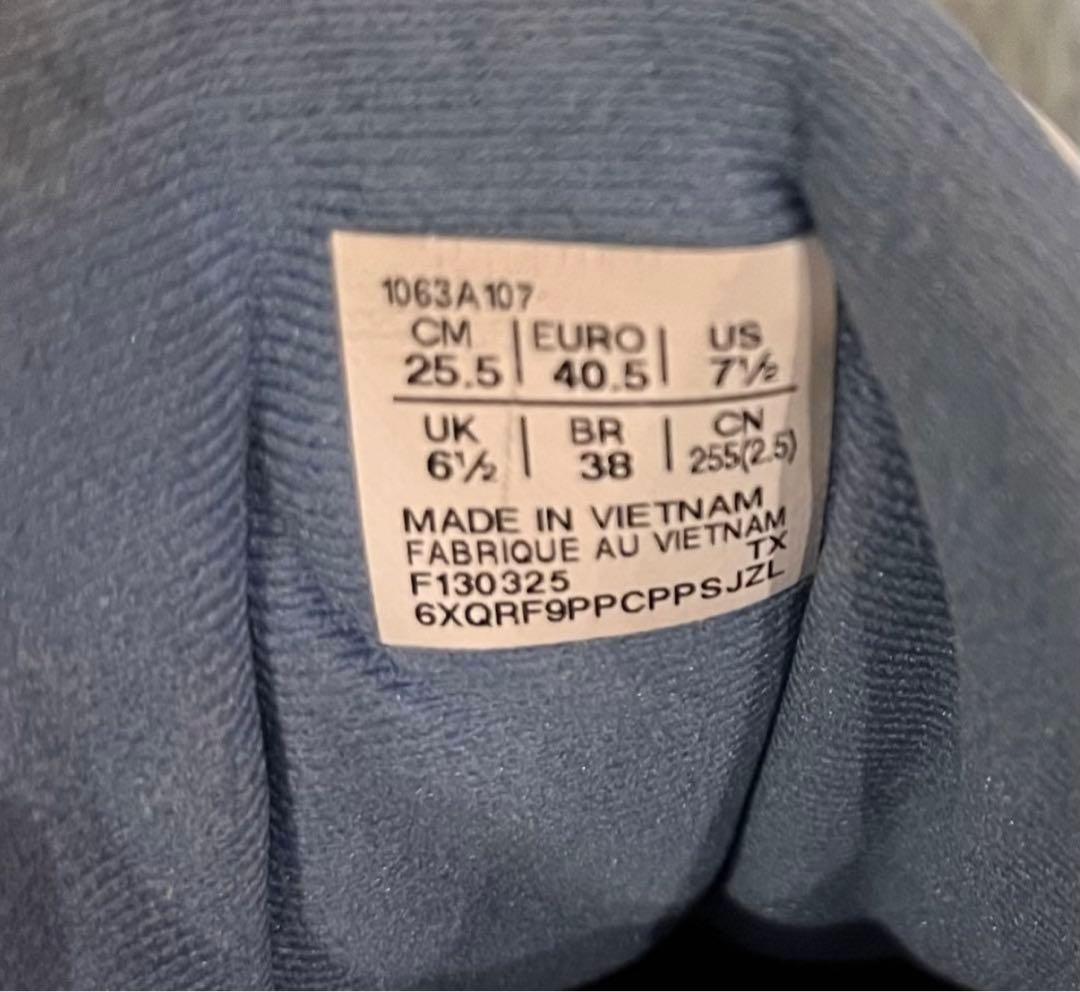 1063A107
CM | EURO | US
25.5 | 40.5 | 7½
UK | BR | CN
6½ | 38 | 255(2.5)
MADE IN VIETNAM
FABRIQUE AU VIETNAM
TX
F130325
6XQRF9PPCPPSJZL